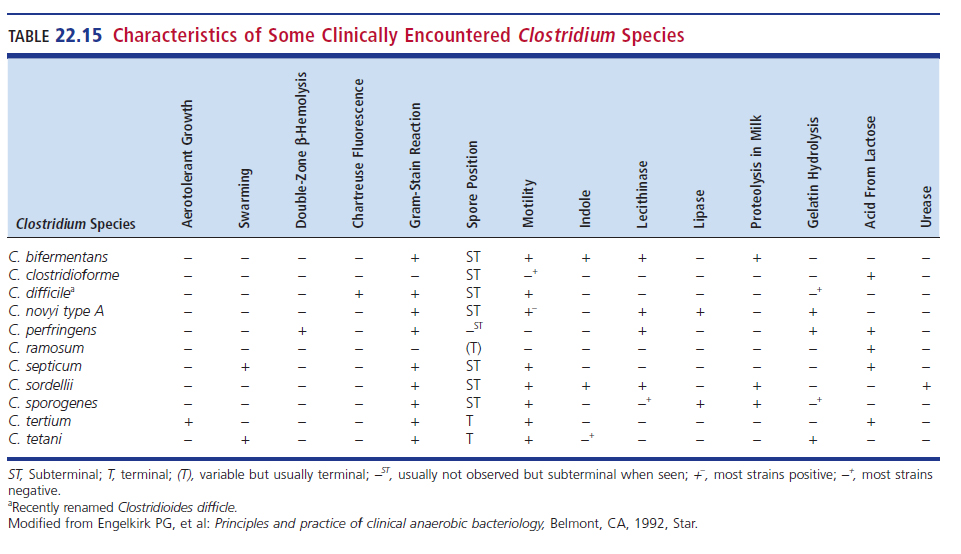 TABLE 22.15 Characteristics of Some Clinically Encountered Clostridium Species
Clostridium Species Aerotolerant Growth Swarming Double-Zone β-Hemolysis Chartreuse Fluorescence Gram-Stain Reaction Spore Position Motility Indole Lecithinase Lipase Proteolysis in Milk Gelatin Hydrolysis Acid From Lactose Urease
C. bifermentans – – – – + ST + + + – + – – –
C. clostridioforme – – – – – ST –⁺ – – – – – + –
C. difficileᵃ – – – + + ST + – – – – –⁺ – –
C. novyi type A – – – – + ST +⁻ – + + – + – –
C. perfringens – – + – + –ˢᵀ – – + – – + + –
C. ramosum – – – – – (T) – – – – – – + –
C. septicum – + – – + ST + – – – – – + –
C. sordellii – – – – + ST + + + – + – – +
C. sporogenes – – – – + ST + – –⁺ + + –⁺ – –
C. tertium + – – – + T + – – – – – + –
C. tetani – + – – + T + –⁺ – – – + – –
ST, Subterminal; T, terminal; (T), variable but usually terminal; –ˢᵀ, usually not observed but subterminal when seen; +⁻, most strains positive; –⁺, most strains
negative.
ᵃRecently renamed Clostridioides difficle.
Modified from Engelkirk PG, et al: Principles and practice of clinical anaerobic bacteriology, Belmont, CA, 1992, Star.